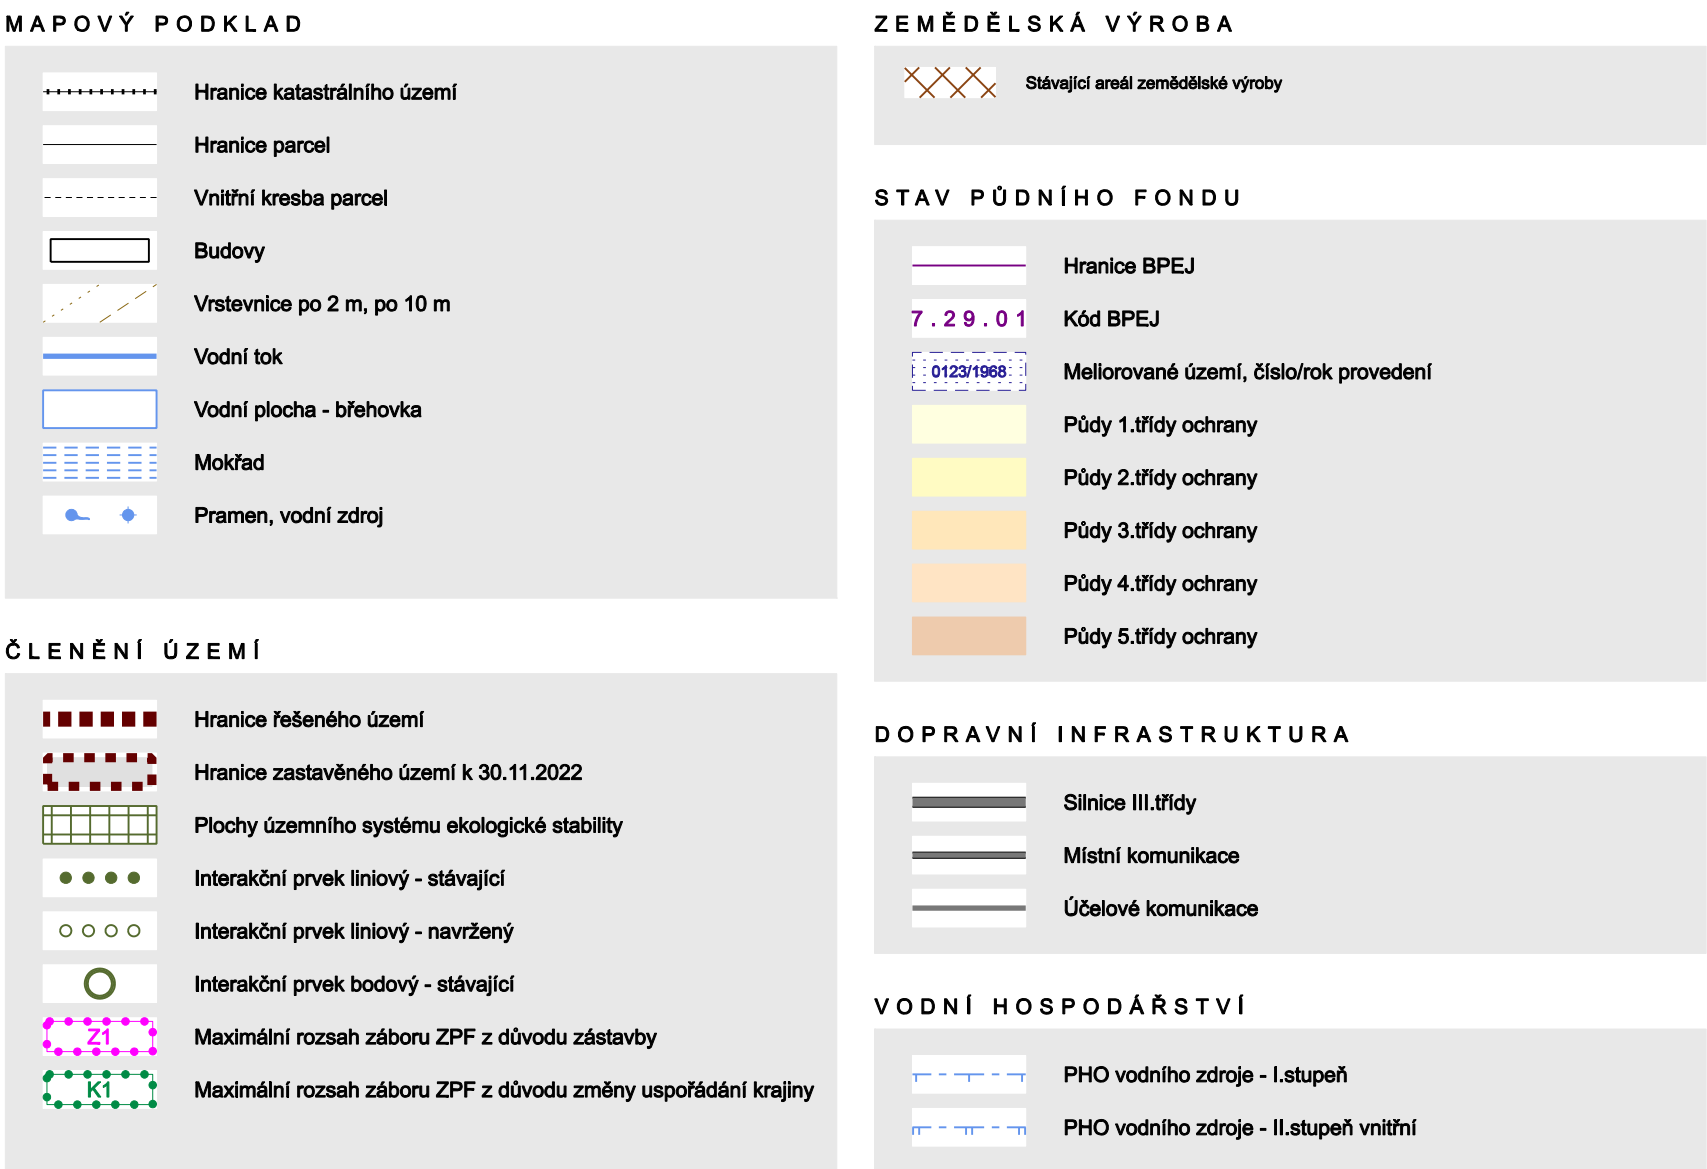 MAPOVÝ PODKLAD
Hranice katastrálního území
Hranice parcel
Vnitřní kresba parcel
Budovy
Vrstevnice po 2 m, po 10 m
Vodní tok
Vodní plocha - břehovka
Mokřad
Pramen, vodní zdroj
ČLENĚNÍ ÚZEMÍ
Hranice řešeného území
Hranice zastavěného území k 30.11.2022
Plochy územního systému ekologické stability
Interakční prvek liniový - stávající
Interakční prvek liniový - navržený
Interakční prvek bodový - stávající
Z1 Maximální rozsah záboru ZPF z důvodu zástavby
K1 Maximální rozsah záboru ZPF z důvodu změny uspořádání krajiny
ZEMĚDĚLSKÁ VÝROBA
Stávající areál zemědělské výroby
STAV PŮDNÍHO FONDU
Hranice BPEJ
7.29.01 Kód BPEJ
0123/1968 Meliorované území, číslo/rok provedení
Půdy 1.třídy ochrany
Půdy 2.třídy ochrany
Půdy 3.třídy ochrany
Půdy 4.třídy ochrany
Půdy 5.třídy ochrany
DOPRAVNÍ INFRASTRUKTURA
Silnice III.třídy
Místní komunikace
Účelové komunikace
VODNÍ HOSPODÁŘSTVÍ
PHO vodního zdroje - I.stupeň
PHO vodního zdroje - II.stupeň vnitřní